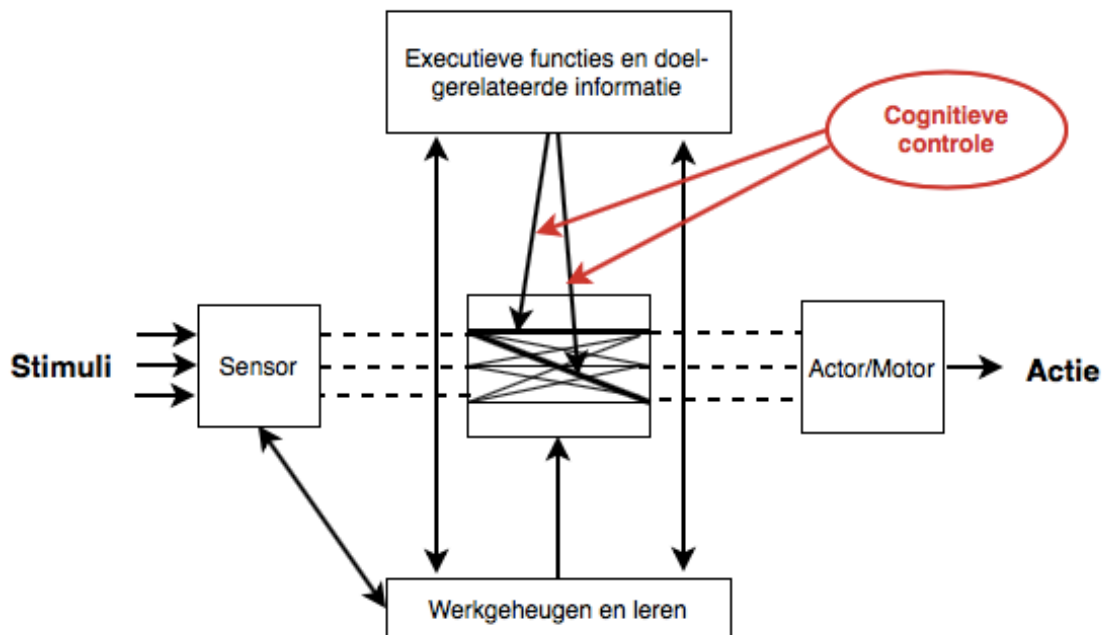 Executieve functies en doel-
gerelateerde informatie
Cognitieve
controle
Stimuli
Sensor
Actor/Motor
Actie
Werkgeheugen en leren